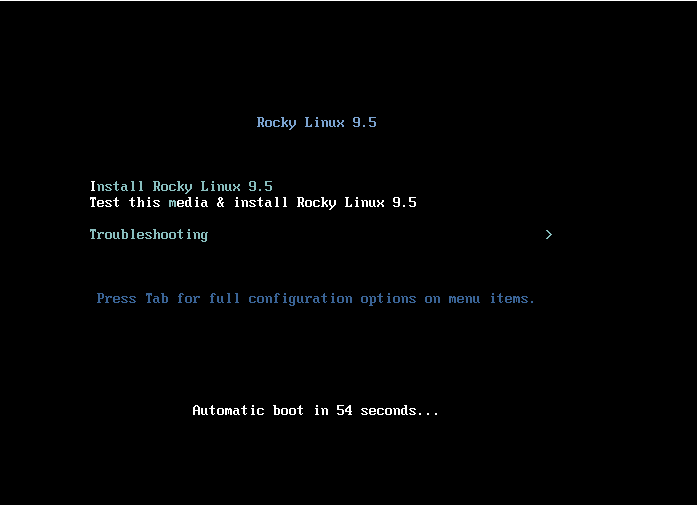 Rocky Linux 9.5
Install Rocky Linux 9.5
Test this media & install Rocky Linux 9.5
Troubleshooting >
Press Tab for full configuration options on menu items.
Automatic boot in 54 seconds...